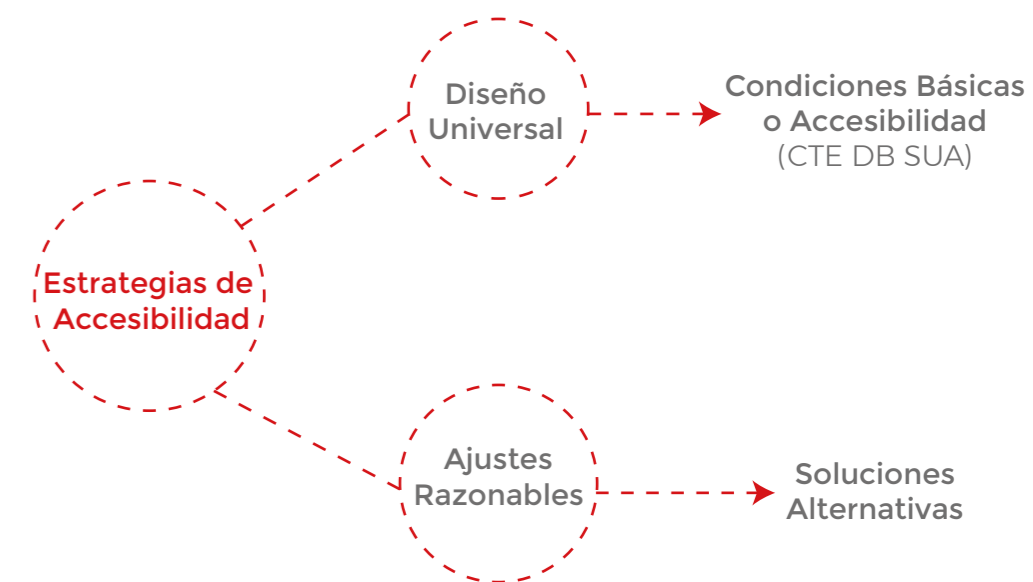 Diseño
Universal
Condiciones Básicas
o Accesibilidad
(CTE DB SUA)
Estrategias de
Accesibilidad
Ajustes
Razonables
Soluciones
Alternativas